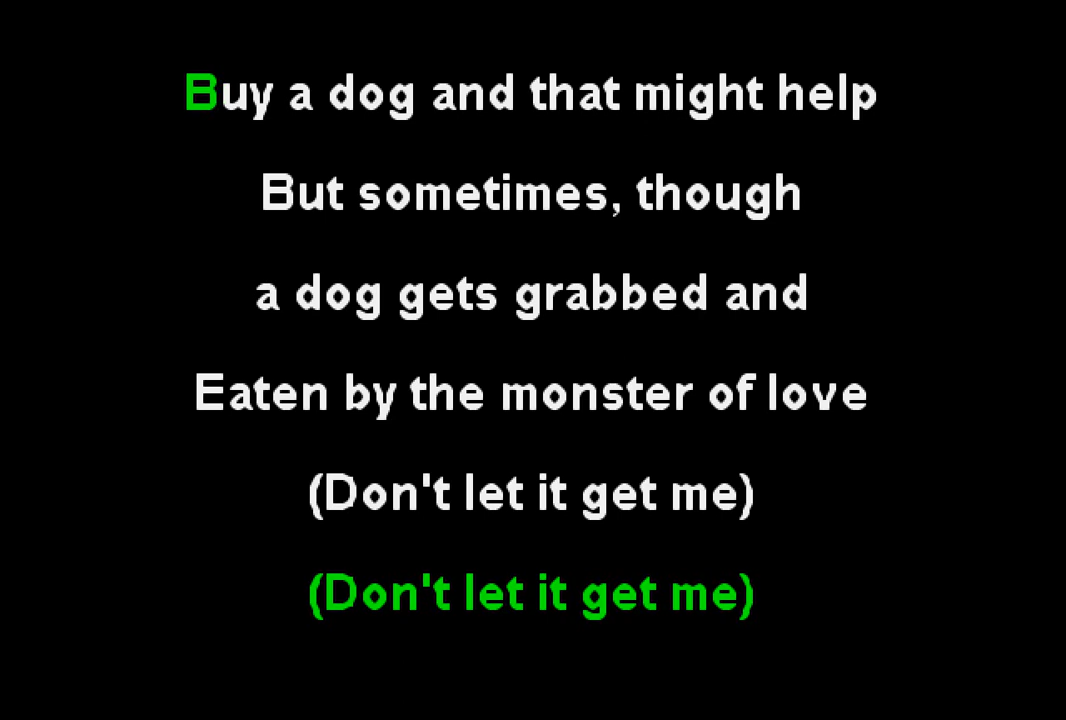 Buy a dog and that might help
But sometimes, though
a dog gets grabbed and
Eaten by the monster of love
(Don't let it get me)
(Don't let it get me)